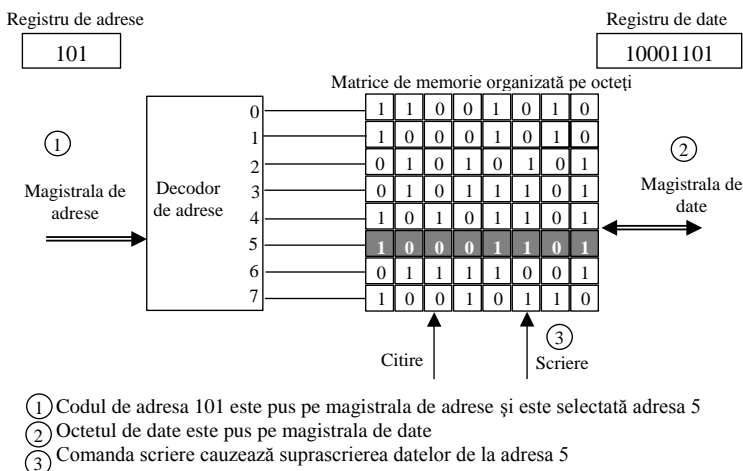 Registru de adrese
Registru de date
101
10001101
Matrice de memorie organizată pe octeți
0 1 1 0 0 1 0 1 0
1 1 0 0 0 1 0 1 0
2 0 1 0 1 0 1 0 1
3 0 1 0 1 1 1 0 1
4 1 0 1 0 1 1 0 1
5 1 0 0 0 1 1 0 1
6 0 1 1 1 1 0 0 1
7 1 0 0 1 0 1 1 0
1
Magistrala de
adrese
Decodor
de adrese
2
Magistrala de
date
Citire
3
Scriere
1 Codul de adresa 101 este pus pe magistrala de adrese și este selectată adresa 5
2 Octetul de date este pus pe magistrala de date
3 Comanda scriere cauzează suprascrierea datelor de la adresa 5